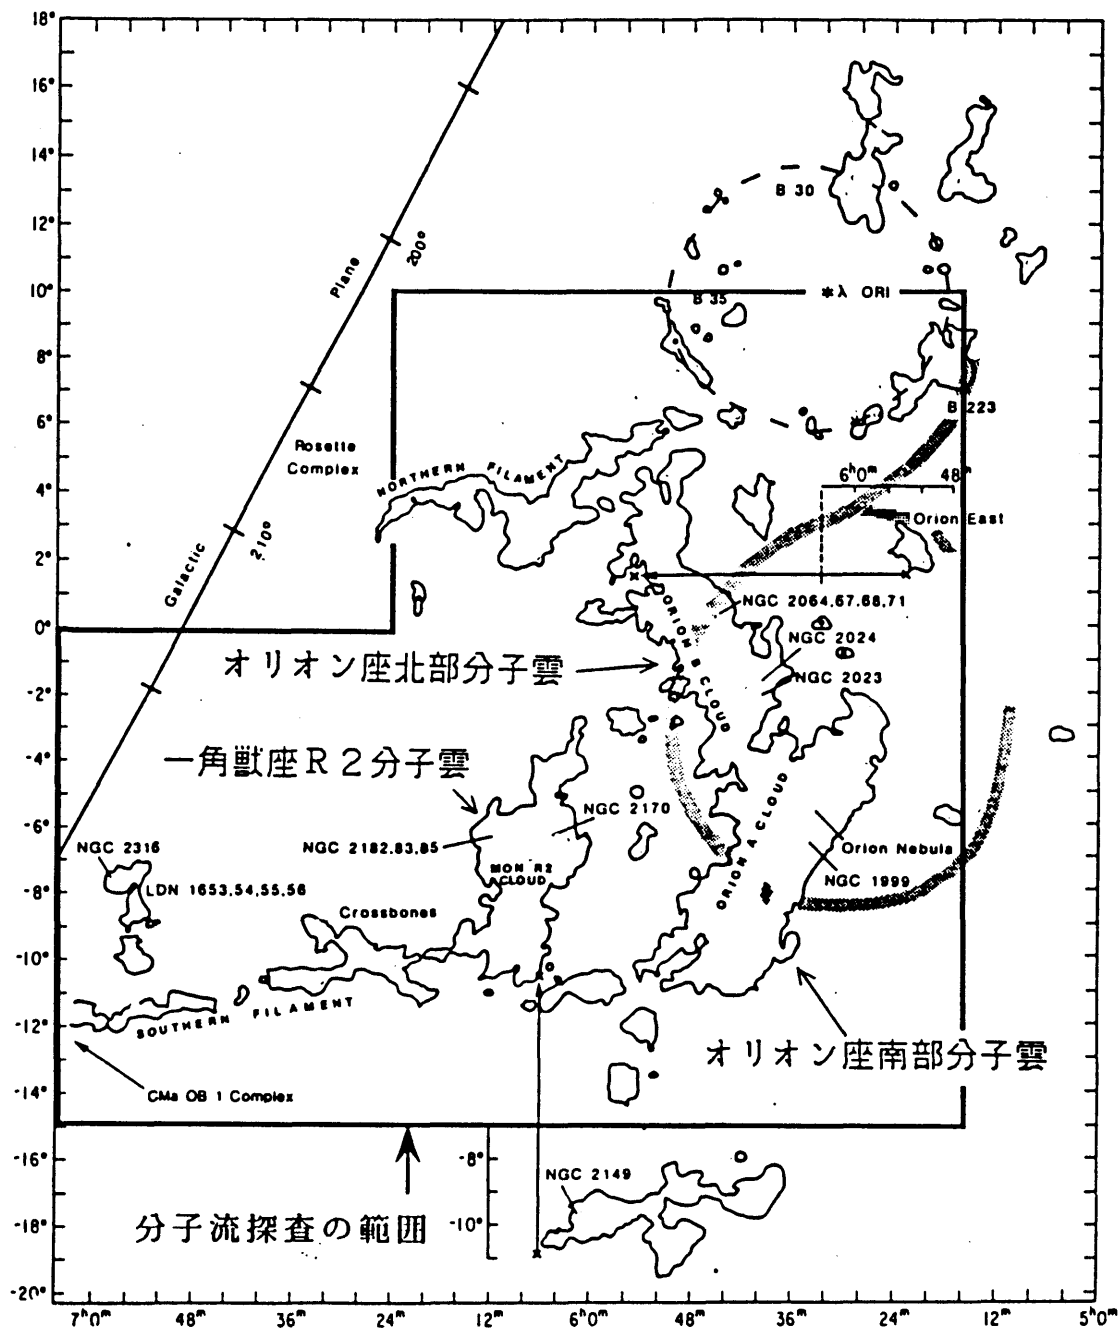 18°
16°
14°
12°
10°
8°
6°
4°
2°
0°
-2°
-4°
-6°
-8°
-10°
-12°
-14°
-16°
-18°
-20°
B 30
200°
Plane
B 35
*λ ORI
B 223
Rosette
Complex
NORTHERN FILAMENT
6ʰ0ᵐ
48ᵐ
Orion East
210°
Galactic
NGC 2064,67,68,71
ORION B CLOUD
NGC 2024
NGC 2023
オリオン座北部分子雲
一角獣座R2分子雲
NGC 2170
NGC 2316
NGC 2182,83,85
MON R2
CLOUD
ORION A CLOUD
Orion Nebula
NGC 1999
LDN 1653,54,55,56
Crossbones
SOUTHERN FILAMENT
オリオン座南部分子雲
CMa OB 1 Complex
-8°
NGC 2149
-10°
分子流探査の範囲
7ʰ0ᵐ 48ᵐ 36ᵐ 24ᵐ 12ᵐ 6ʰ0ᵐ 48ᵐ 36ᵐ 24ᵐ 12ᵐ 5ʰ0ᵐ